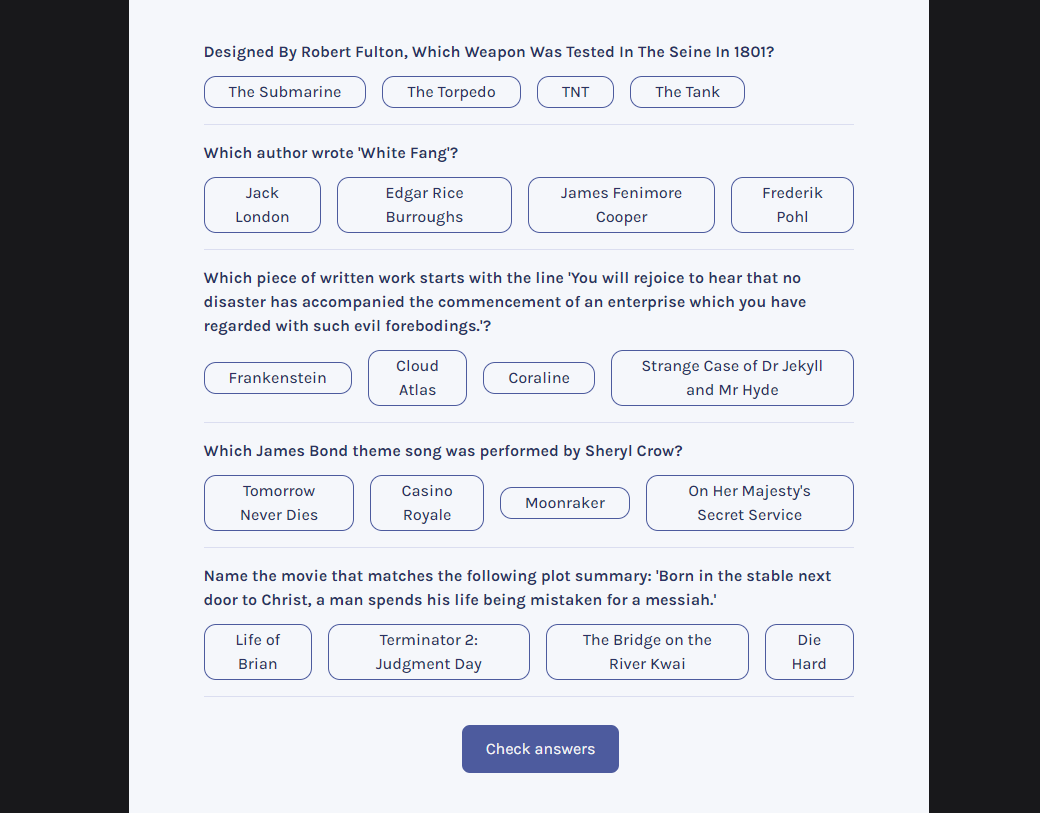 Designed By Robert Fulton, Which Weapon Was Tested In The Seine In 1801?
The Submarine
The Torpedo
TNT
The Tank
Which author wrote 'White Fang'?
Jack
London
Edgar Rice
Burroughs
James Fenimore
Cooper
Frederik
Pohl
Which piece of written work starts with the line 'You will rejoice to hear that no
disaster has accompanied the commencement of an enterprise which you have
regarded with such evil forebodings.'?
Frankenstein
Cloud
Atlas
Coraline
Strange Case of Dr Jekyll
and Mr Hyde
Which James Bond theme song was performed by Sheryl Crow?
Tomorrow
Never Dies
Casino
Royale
Moonraker
On Her Majesty's
Secret Service
Name the movie that matches the following plot summary: 'Born in the stable next
door to Christ, a man spends his life being mistaken for a messiah.'
Life of
Brian
Terminator 2:
Judgment Day
The Bridge on the
River Kwai
Die
Hard
Check answers